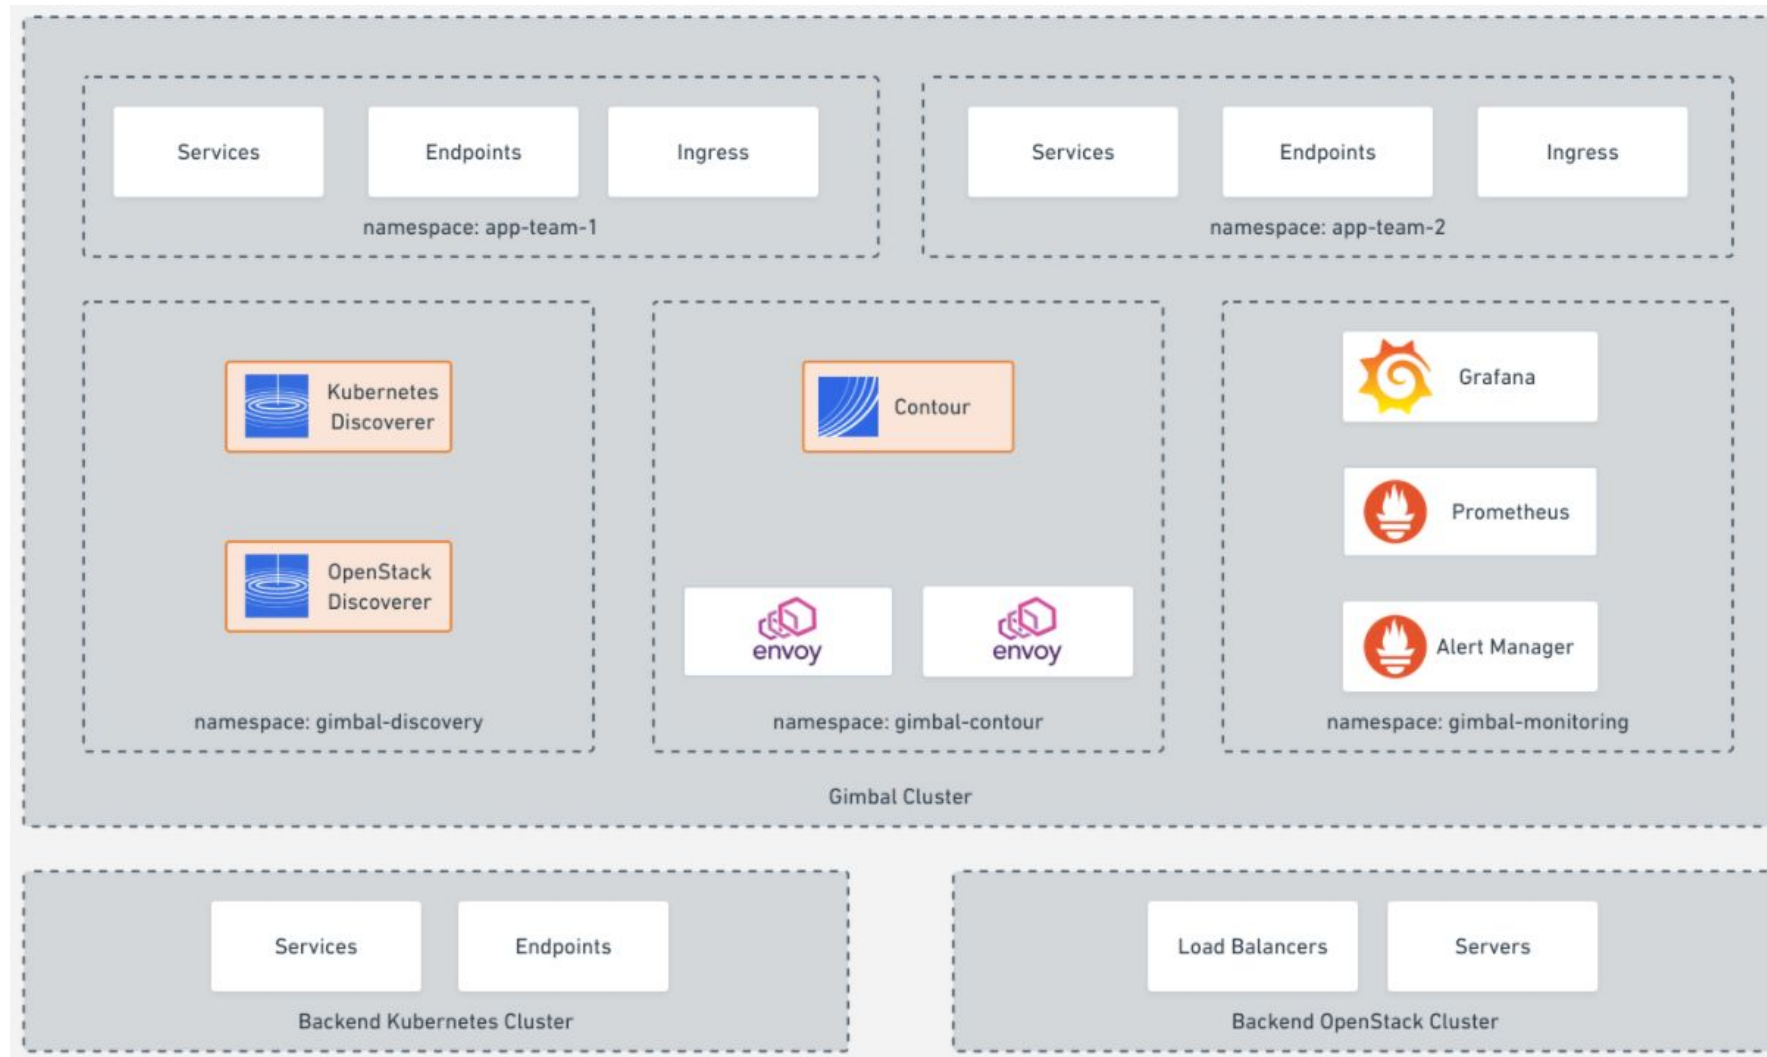 Services
Endpoints
Ingress
namespace: app-team-1
Services
Endpoints
Ingress
namespace: app-team-2
Kubernetes
Discoverer
OpenStack
Discoverer
namespace: gimbal-discovery
Contour
envoy
envoy
namespace: gimbal-contour
Grafana
Prometheus
Alert Manager
namespace: gimbal-monitoring
Gimbal Cluster
Services
Endpoints
Backend Kubernetes Cluster
Load Balancers
Servers
Backend OpenStack Cluster